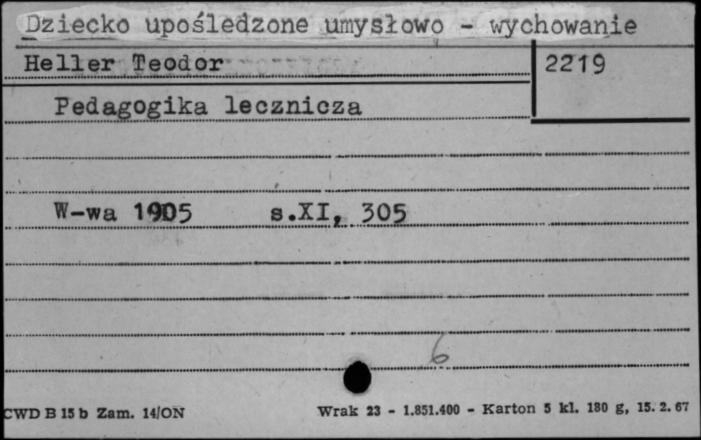 Dziecko upośledzone umysłowo - wychowanie
Heller Teodor 2219
Pedagogika lecznicza
W-wa 1905 s.XI, 305
6
CWD B 15 b Zam. 14/ON Wrak 23 - 1.851.400 - Karton 5 kl. 180 g, 15. 2. 67